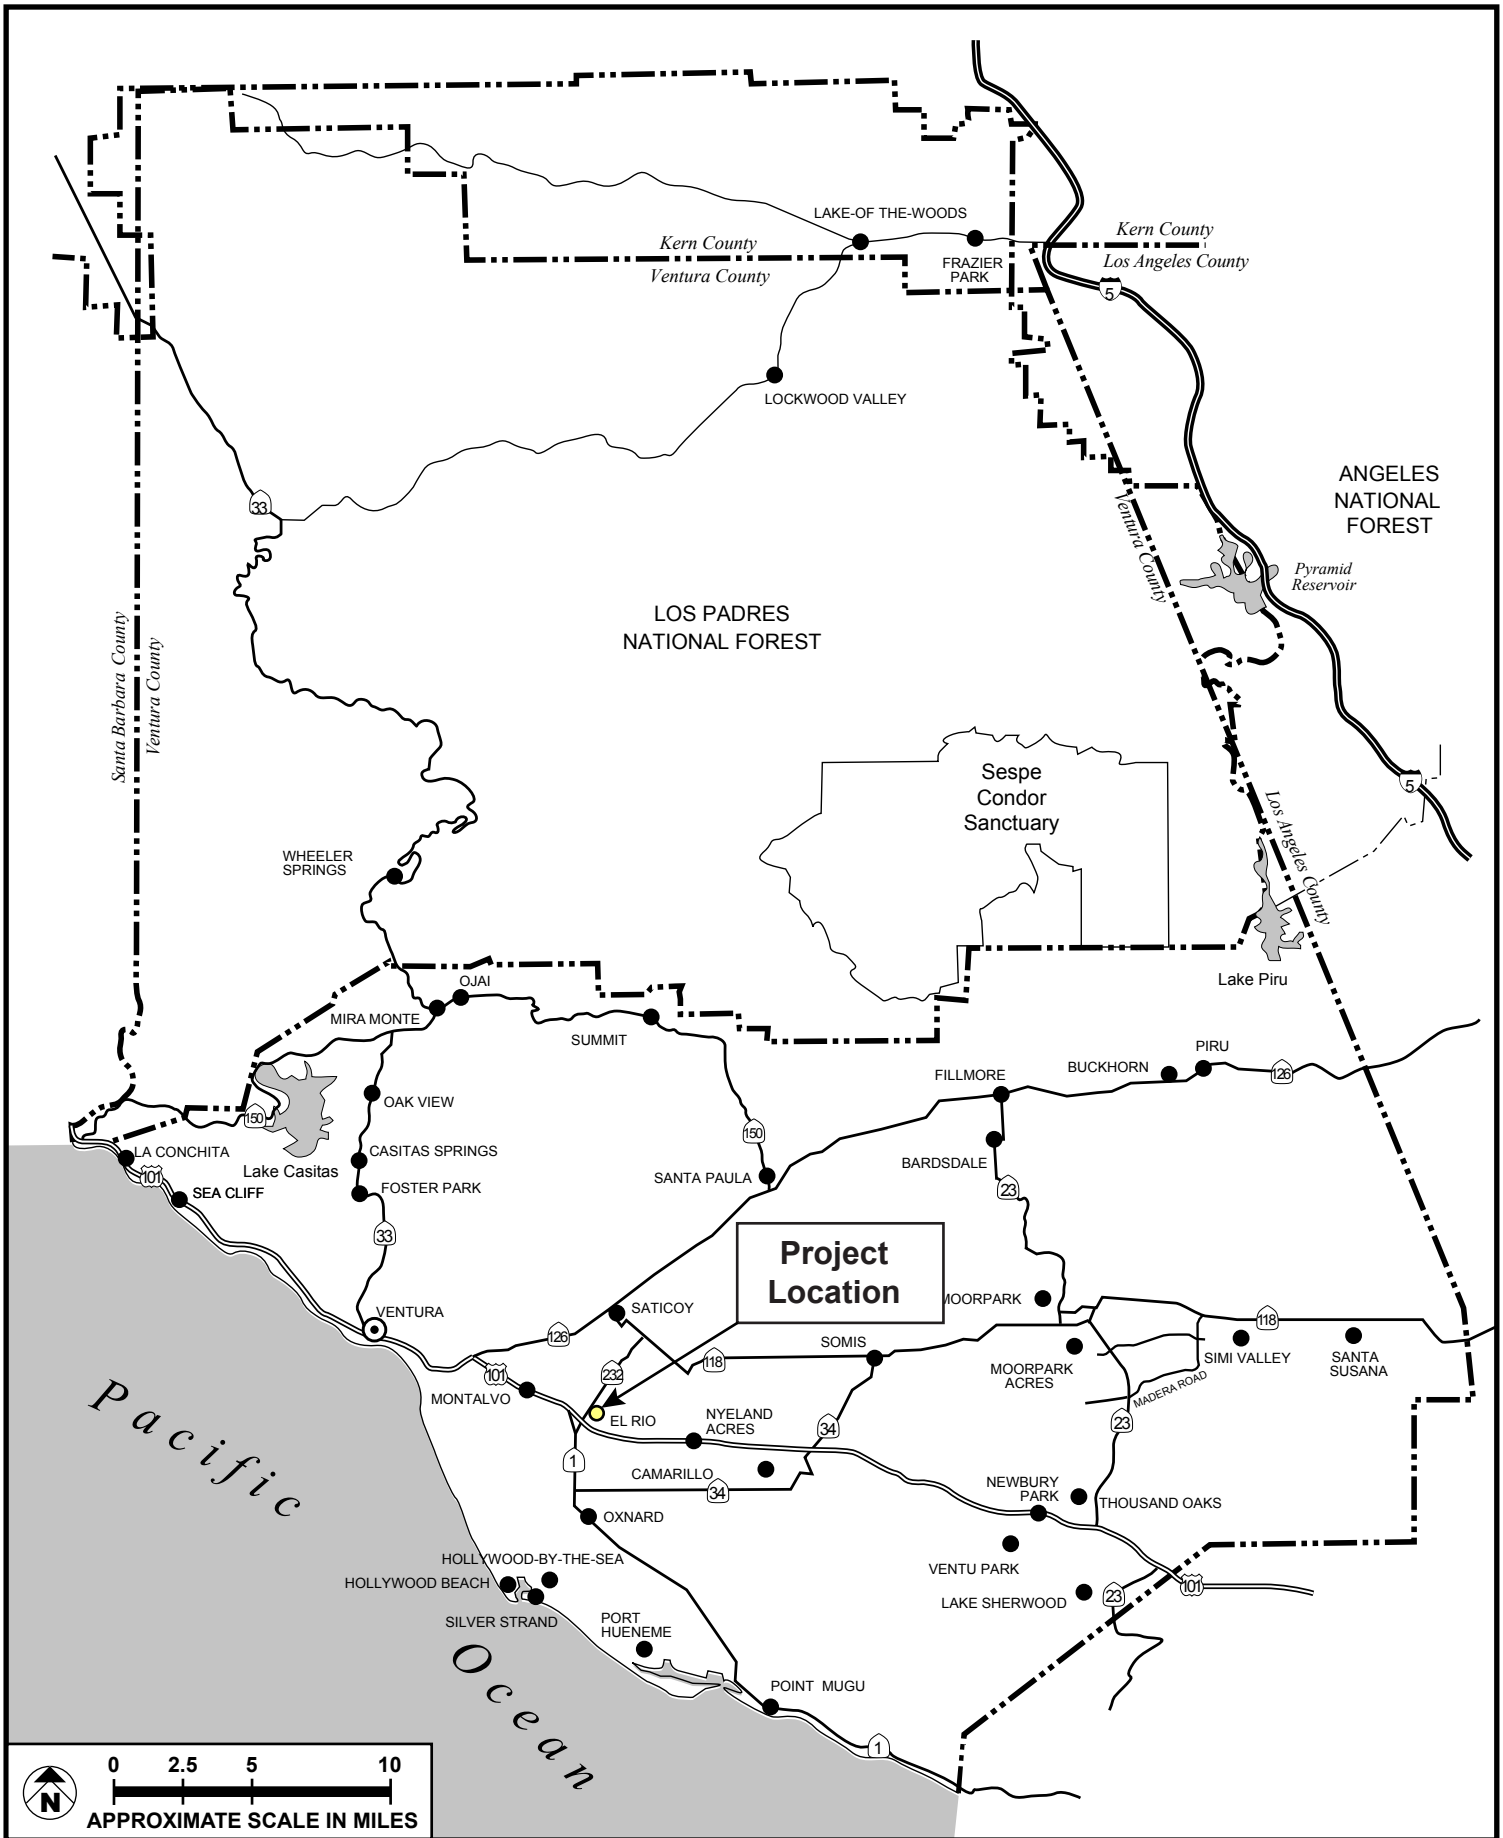 LAKE-OF THE-WOODS
Kern County
Kern County
Ventura County
FRAZIER
PARK
Los Angeles County
5
LOCKWOOD VALLEY
ANGELES
NATIONAL
FOREST
33
Ventura County
Pyramid
Reservoir
LOS PADRES
NATIONAL FOREST
Santa Barbara County
Ventura County
Sespe
Condor
Sanctuary
5
Los Angeles County
WHEELER
SPRINGS
Lake Piru
OJAI
MIRA MONTE
SUMMIT
PIRU
BUCKHORN
126
FILLMORE
OAK VIEW
150
150
LA CONCHITA
CASITAS SPRINGS
Lake Casitas
BARDSDALE
101
SANTA PAULA
FOSTER PARK
23
SEA CLIFF
33
Project
Location
MOORPARK
SATICOY
VENTURA
118
126
SOMIS
118
SIMI VALLEY
SANTA
SUSANA
MOORPARK
ACRES
101
232
MADERA ROAD
MONTALVO
EL RIO
NYELAND
ACRES
34
23
1
CAMARILLO
34
NEWBURY
PARK
THOUSAND OAKS
OXNARD
HOLLYWOOD-BY-THE-SEA
VENTU PARK
HOLLYWOOD BEACH
101
LAKE SHERWOOD
23
SILVER STRAND
PORT
HUENEME
POINT MUGU
1
Pacific
Ocean
0 2.5 5 10
N
APPROXIMATE SCALE IN MILES